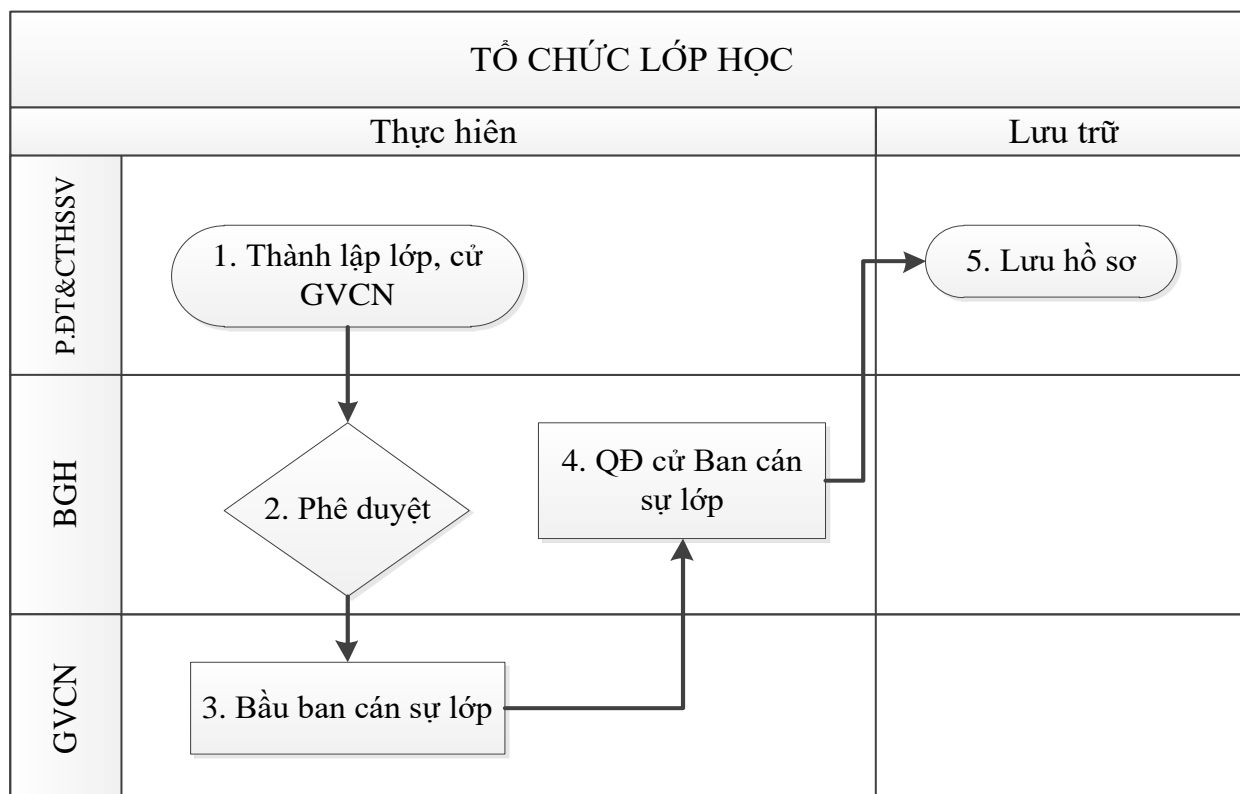 TỔ CHỨC LỚP HỌC
Thực hiên
Lưu trữ
P.ĐT&CTHSSV
1. Thành lập lớp, cử
GVCN
5. Lưu hồ sơ
BGH
2. Phê duyệt
4. QĐ cử Ban cán
sự lớp
GVCN
3. Bầu ban cán sự lớp